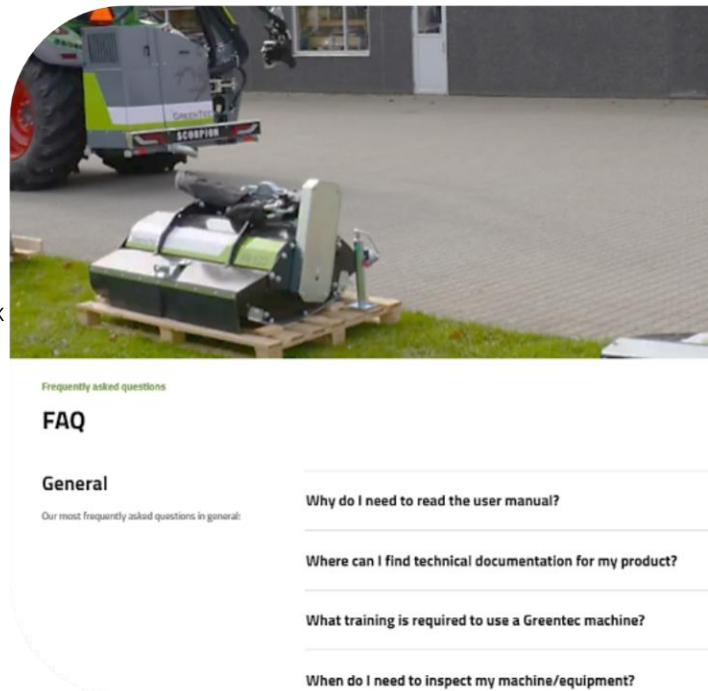 GREENTEC
SCORPION
Frequently asked questions
FAQ
General
Our most frequently asked questions in general:
Why do I need to read the user manual?
Where can I find technical documentation for my product?
What training is required to use a Greentec machine?
When do I need to inspect my machine/equipment?